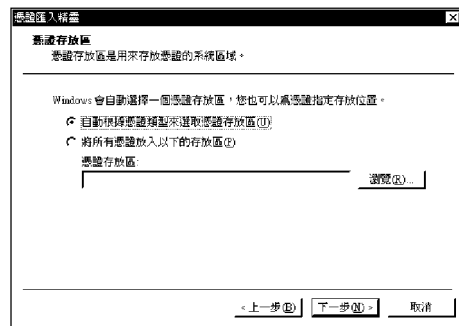 憑證匯入精靈
憑證存放區
憑證存放區是用來存放憑證的系統區域。
Windows 會自動選擇一個憑證存放區，您也可以為憑證指定存放位置。
自動根據憑證類型來選取憑證存放區(U)
將所有憑證放入以下的存放區(P)
憑證存放區:
瀏覽(R)...
< 上一步(B) 下一步(N) > 取消